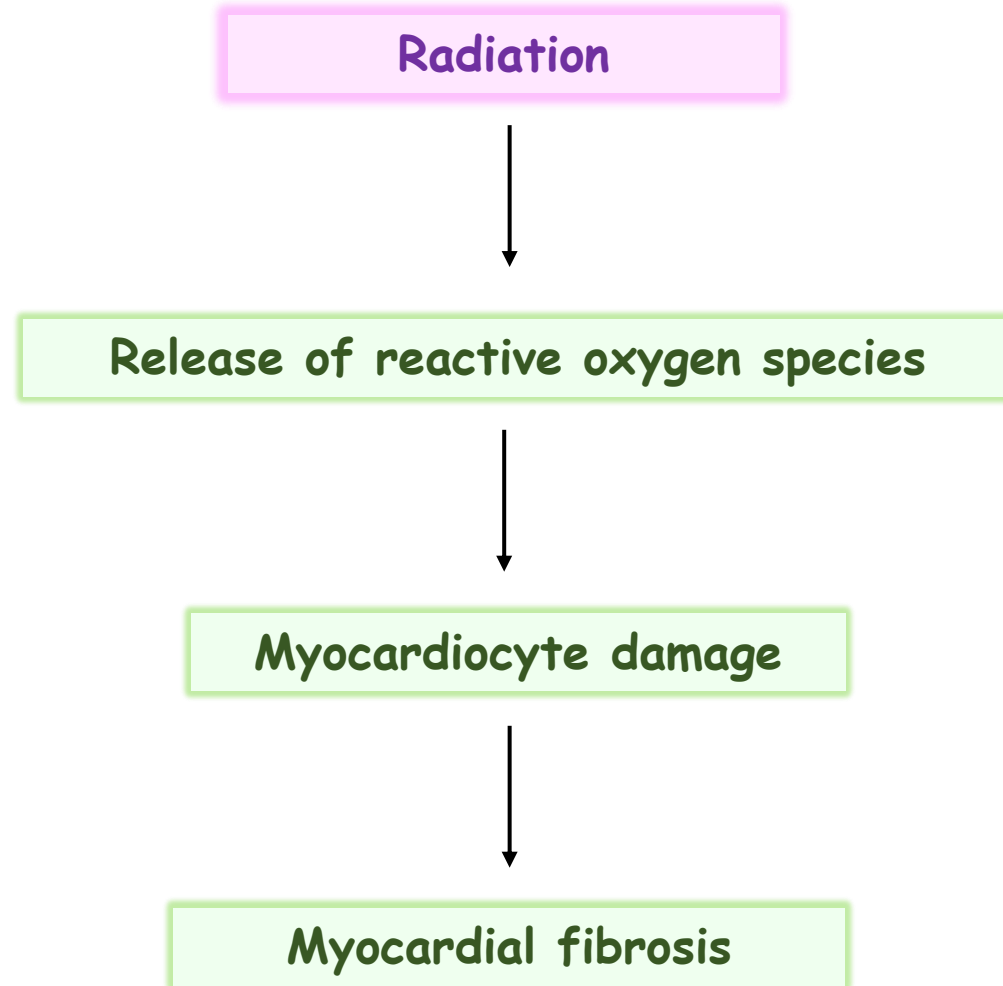 Radiation
Release of reactive oxygen species
Myocardiocyte damage
Myocardial fibrosis